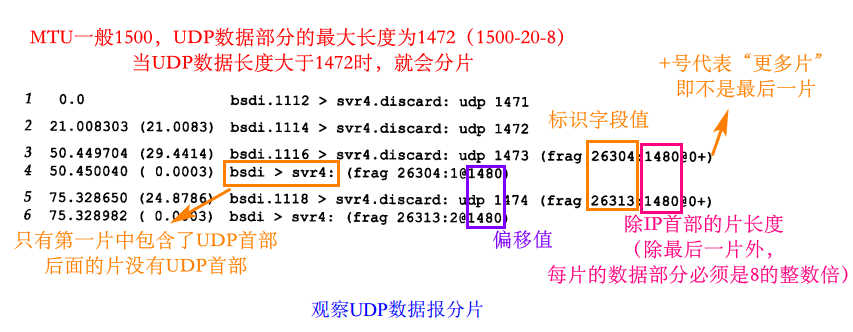 MTU一般1500，UDP数据部分的最大长度为1472（1500-20-8）
当UDP数据长度大于1472时，就会分片
+号代表“更多片”
即不是最后一片
1 0.0 bsdi.1112 > svr4.discard: udp 1471
标识字段值
2 21.008303 (21.0083) bsdi.1114 > svr4.discard: udp 1472
3 50.449704 (29.4414) bsdi.1116 > svr4.discard: udp 1473 (frag 26304:1480@0+)
4 50.450040 ( 0.0003) bsdi > svr4: (frag 26304:1@1480)
5 75.328650 (24.8786) bsdi.1118 > svr4.discard: udp 1474 (frag 26313:1480@0+)
6 75.328982 ( 0.0003) bsdi > svr4: (frag 26313:2@1480)
只有第一片中包含了UDP首部
后面的片没有UDP首部
偏移值
除IP首部的片长度
（除最后一片外，
每片的数据部分必须是8的整数倍）
观察UDP数据报分片